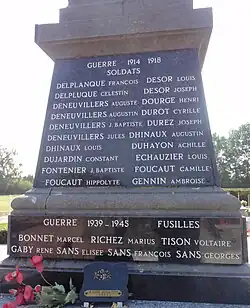 GUERRE 1914 1918
SOLDATS
DELPLANQUE FRANÇOIS DESOR LOUIS
DELPLUQUE CELESTIN DESOR JOSEPH
DENEUVILLERS AUGUSTE DOURGE HENRI
DENEUVILLERS AUGUSTIN DUROT CYRILLE
DENEUVILLERS J.BAPTISTE DUREZ JOSEPH
DENEUVILLERS JULES DHINAUX AUGUSTIN
DHINAUX LOUIS DUHAYON ACHILLE
DUJARDIN CONSTANT ECHAUZIER LOUIS
FONTENIER J.BAPTISTE FOUCAUT CAMILLE
FOUCAUT HIPPOLYTE GENNIN AMBROISE
GUERRE 1939-1945 FUSILLES
BONNET MARCEL RICHEZ MARIUS TISON VOLTAIRE
GABY RENE SANS ELISEE SANS FRANÇOIS SANS GEORGES